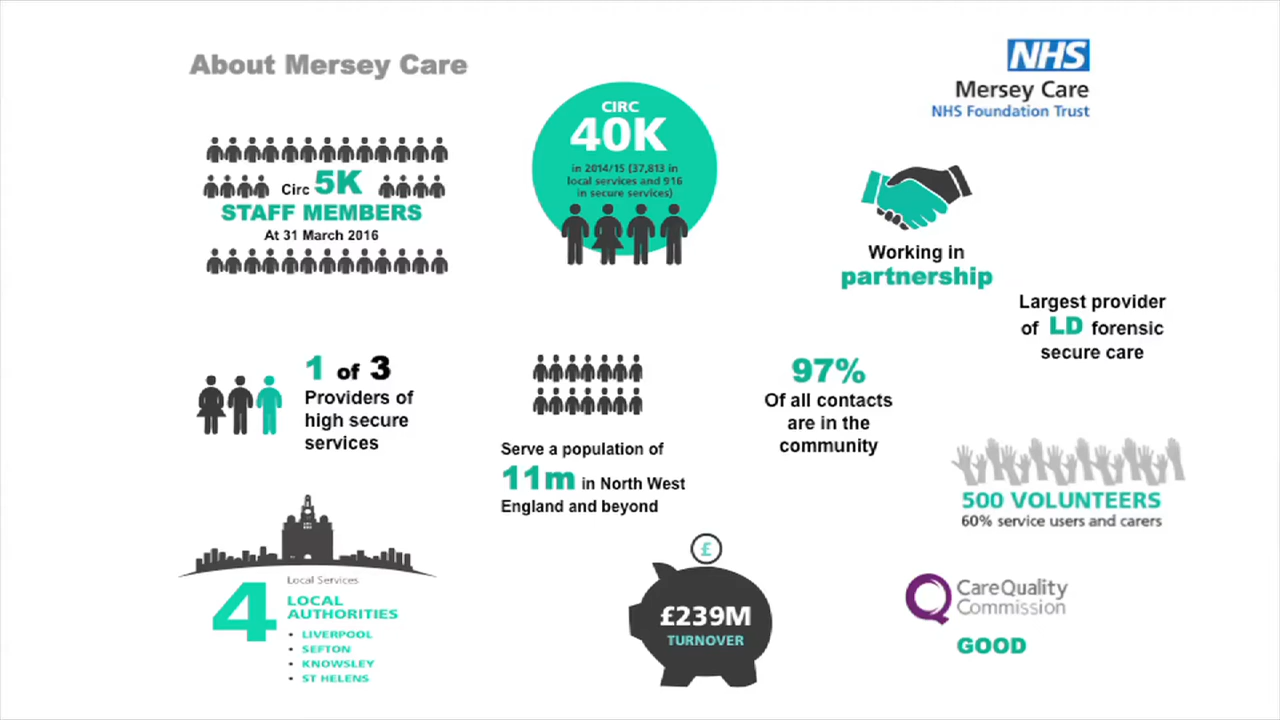 About Mersey Care
NHS
Mersey Care
NHS Foundation Trust
Circ 5K
STAFF MEMBERS
At 31 March 2016
CIRC
40K
in 2014/15 (37,813 in
local services and 916
in secure services)
Working in
partnership
Largest provider
of LD forensic
secure care
1 of 3
Providers of
high secure
services
Serve a population of
11m in North West
England and beyond
97%
Of all contacts
are in the
community
500 VOLUNTEERS
60% service users and carers
Local Services
4 LOCAL
AUTHORITIES
• LIVERPOOL
• SEFTON
• KNOWSLEY
• ST HELENS
£
£239M
TURNOVER
CareQuality
Commission
GOOD